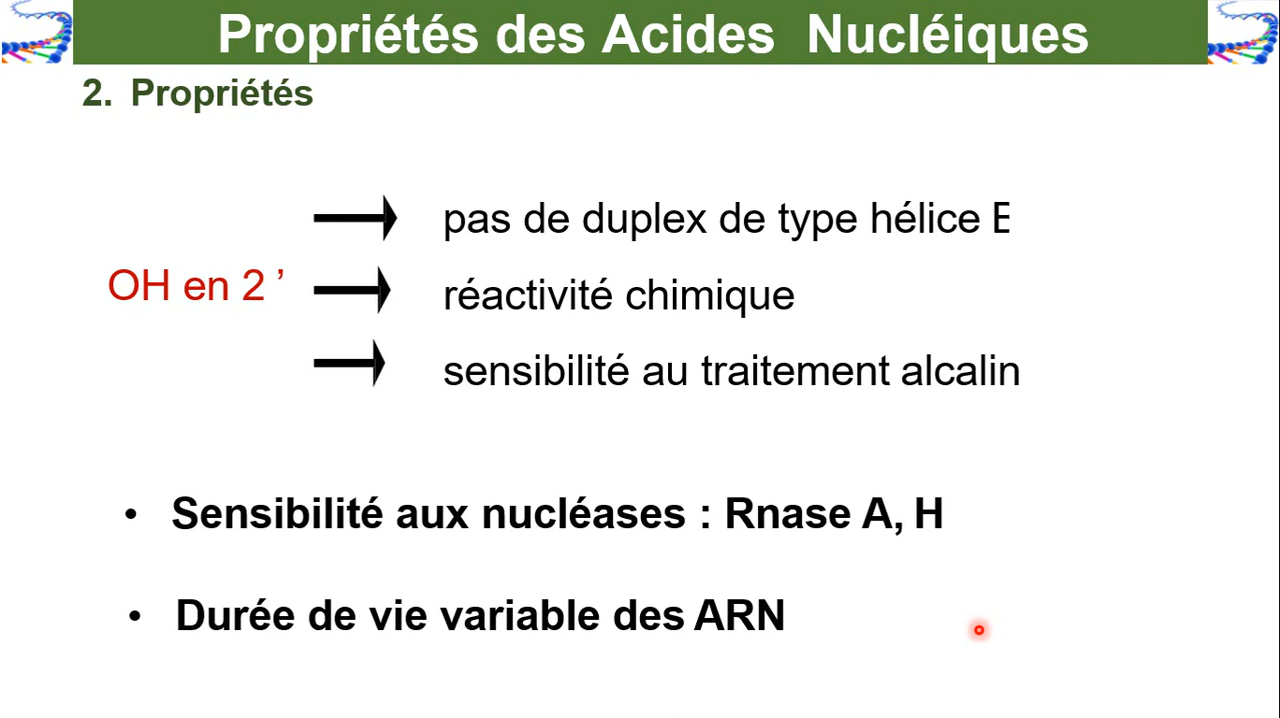 Propriétés des Acides Nucléiques
2. Propriétés
pas de duplex de type hélice
OH en 2 ’
réactivité chimique
sensibilité au traitement alcalin
• Sensibilité aux nucléases : Rnase A, H
• Durée de vie variable des ARN